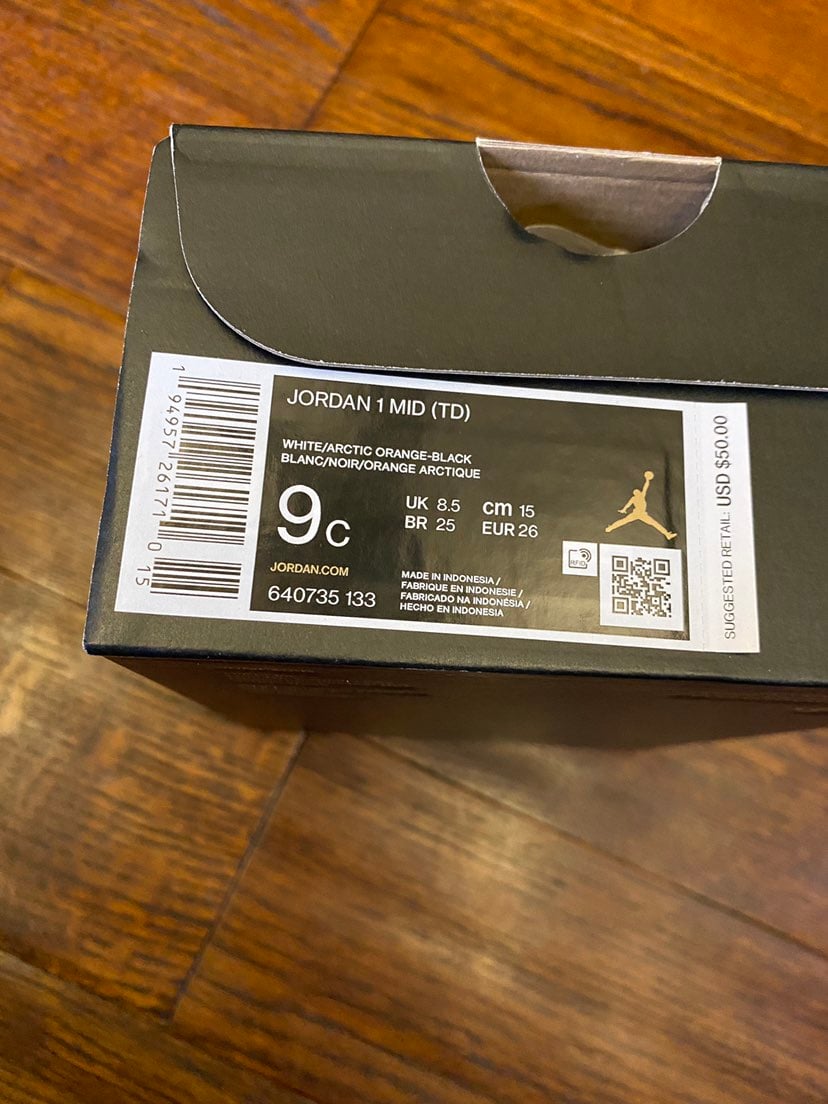 JORDAN 1 MID (TD)
WHITE/ARCTIC ORANGE-BLACK
BLANC/NOIR/ORANGE ARCTIQUE
9C
UK 8.5 cm 15
BR 25 EUR 26
JORDAN.COM
640735 133
MADE IN INDONESIA /
FABRIQUE EN INDONESIE /
FABRICADO NA INDONÉSIA /
HECHO EN INDONESIA
RFID
SUGGESTED RETAIL: USD $50.00
1 94957 26171 0 15